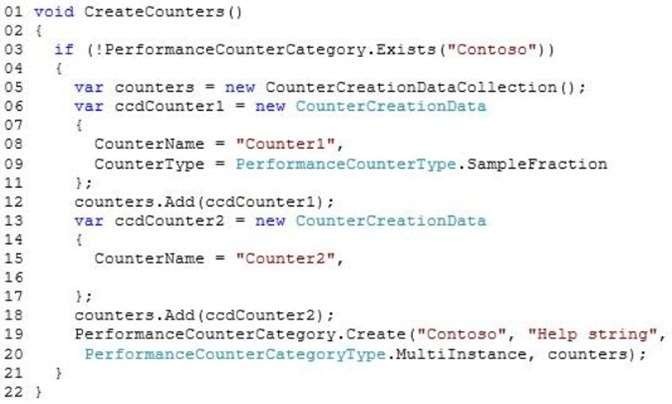 01 void CreateCounters()
02 {
03   if (!PerformanceCounterCategory.Exists("Contoso"))
04   {
05     var counters = new CounterCreationDataCollection();
06     var ccdCounter1 = new CounterCreationData
07     {
08       CounterName = "Counter1",
09       CounterType = PerformanceCounterType.SampleFraction
11     };
12     counters.Add(ccdCounter1);
13     var ccdCounter2 = new CounterCreationData
14     {
15       CounterName = "Counter2",
16
17     };
18     counters.Add(ccdCounter2);
19     PerformanceCounterCategory.Create("Contoso", "Help string",
20      PerformanceCounterCategoryType.MultiInstance, counters);
21   }
22 }